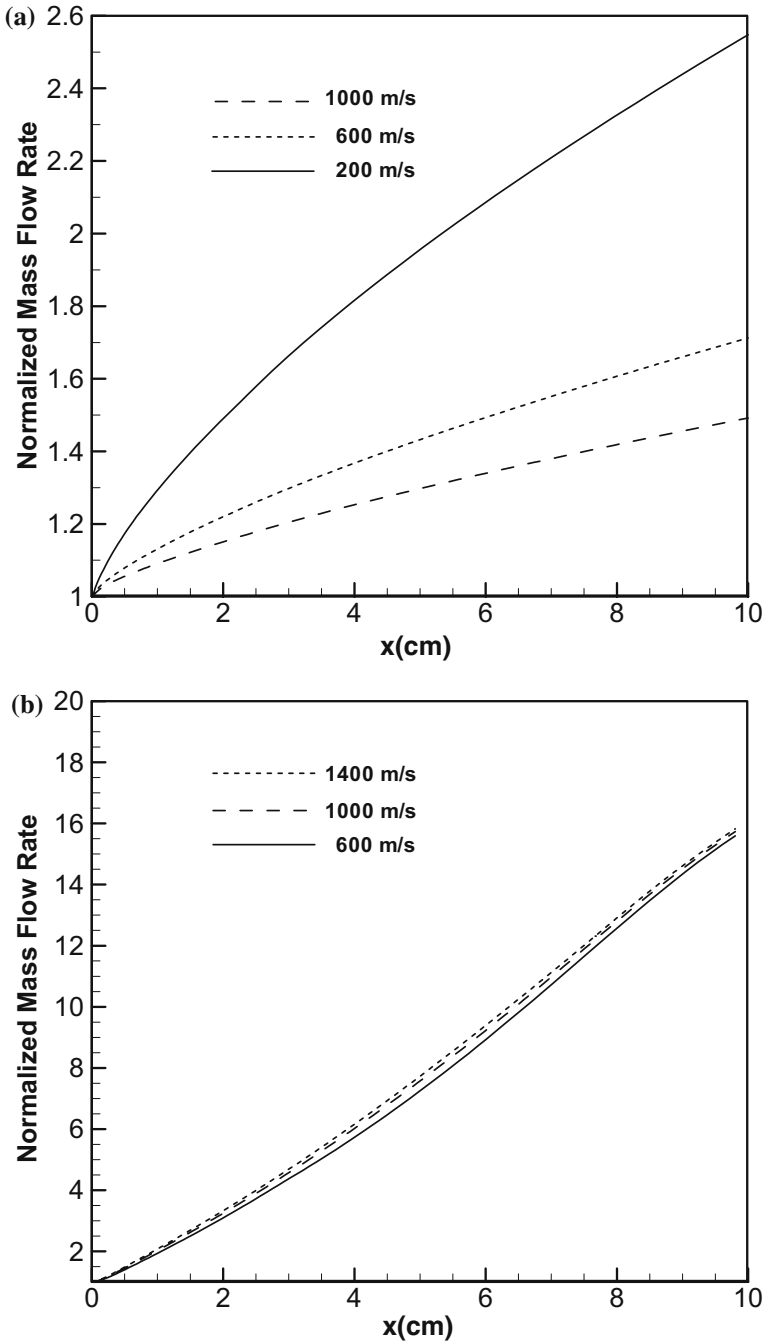 (a)
2.6
2.4
2.2
2
1.8
1.6
1.4
1.2
1
Normalized Mass Flow Rate
1000 m/s
600 m/s
200 m/s
0 2 4 6 8 10
x(cm)
(b)
20
18
16
14
12
10
8
6
4
2
Normalized Mass Flow Rate
1400 m/s
1000 m/s
600 m/s
0 2 4 6 8 10
x(cm)